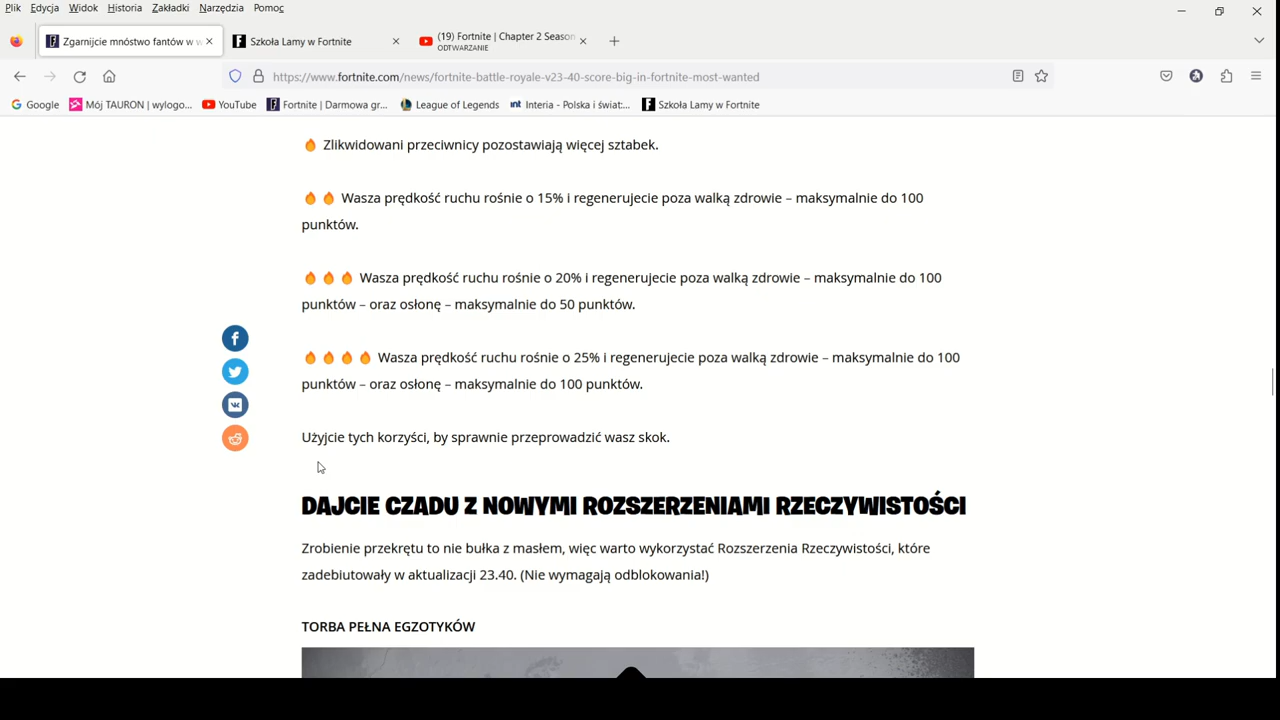 Plik Edycja Widok Historia Zakładki Narzędzia Pomoc
Zgarnijcie mnóstwo fantów w w
Szkoła Lamy w Fortnite
(19) Fortnite | Chapter 2 Season
ODTWARZANIE
https://www.fortnite.com/news/fortnite-battle-royale-v23-40-score-big-in-fortnite-most-wanted
Google Mój TAURON | wylogo... YouTube Fortnite | Darmowa gr... League of Legends int Interia - Polska i świat:... Szkoła Lamy w Fortnite
Zlikwidowani przeciwnicy pozostawiają więcej sztabek.
Wasza prędkość ruchu rośnie o 15% i regenerujecie poza walką zdrowie – maksymalnie do 100
punktów.
Wasza prędkość ruchu rośnie o 20% i regenerujecie poza walką zdrowie – maksymalnie do 100
punktów – oraz osłonę – maksymalnie do 50 punktów.
Wasza prędkość ruchu rośnie o 25% i regenerujecie poza walką zdrowie – maksymalnie do 100
punktów – oraz osłonę – maksymalnie do 100 punktów.
Użyjcie tych korzyści, by sprawnie przeprowadzić wasz skok.
DAJCIE CZADU Z NOWYMI ROZSZERZENIAMI RZECZYWISTOŚCI
Zrobienie przekrętu to nie bułka z masłem, więc warto wykorzystać Rozszerzenia Rzeczywistości, które
zadebiutowały w aktualizacji 23.40. (Nie wymagają odblokowania!)
TORBA PEŁNA EGZOTYKÓW